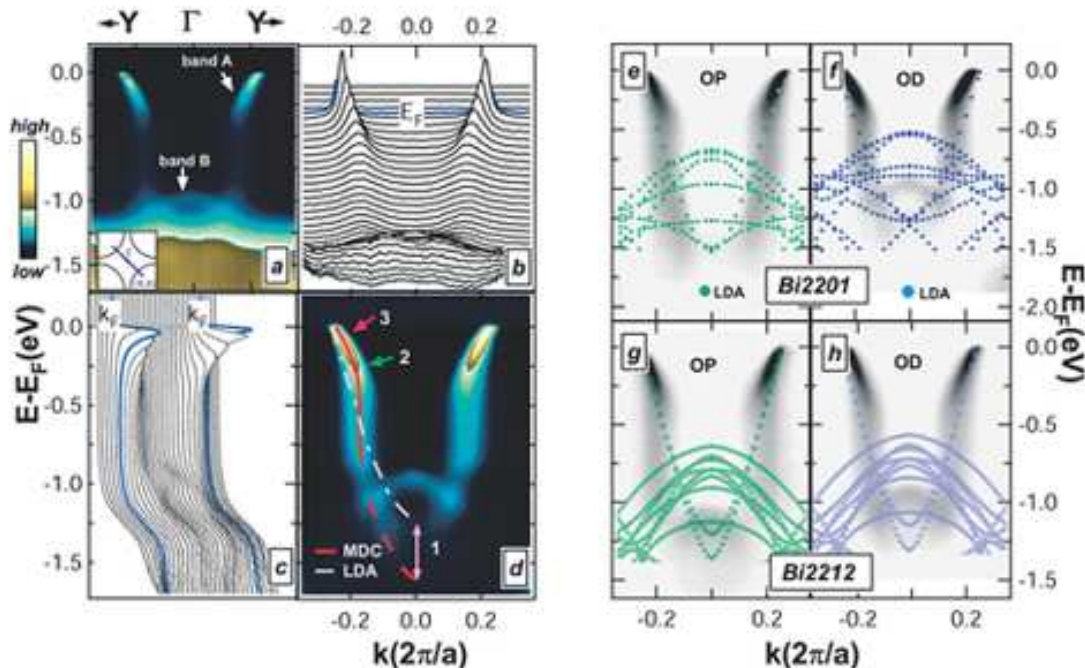 Y Γ Y
-0.2 0.0 0.2
high
low
0.0
-0.5
-1.0
-1.5
band A
band B
a
E_F
b
e
OP
f
OD
0.0
-0.5
-1.0
-1.5
-2.0
LDA
Bi2201
LDA
E-E_F(eV)
0.0
-0.5
-1.0
-1.5
k_F
k_F
c
3
2
1
MDC
LDA
d
-0.2 0.0 0.2
k(2π/a)
g
OP
h
OD
0.0
-0.5
-1.0
-1.5
Bi2212
E-E_F(eV)
-0.2 0.2
-0.2 0.2
k(2π/a)